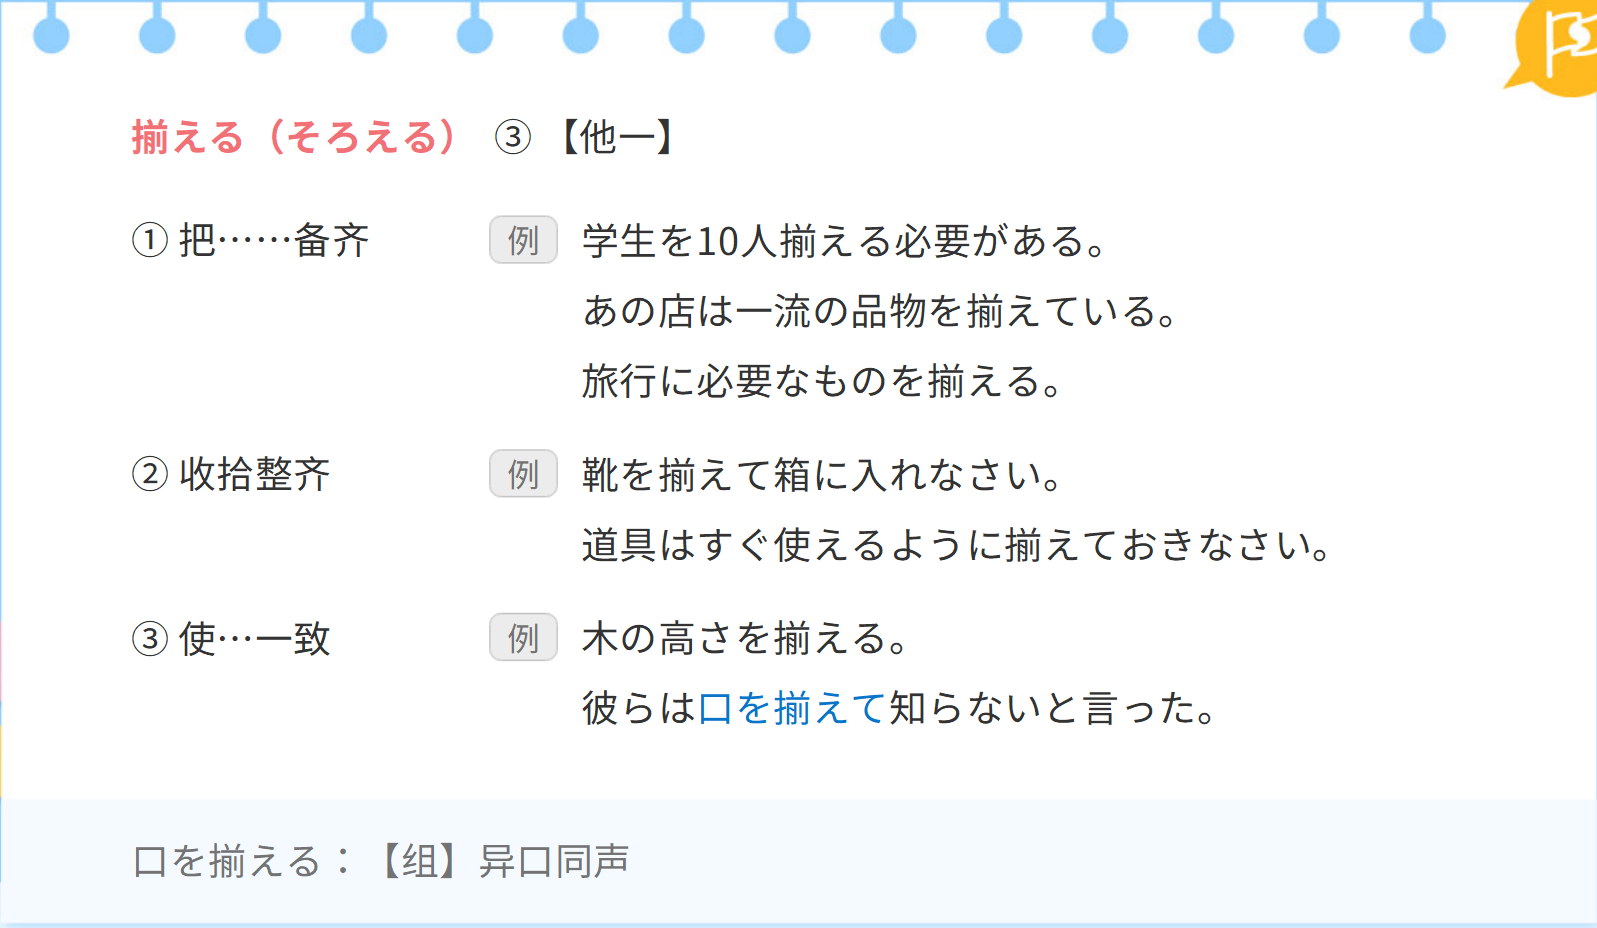 揃える（そろえる） ③ 【他一】
① 把……备齐 例 学生を10人揃える必要がある。
あの店は一流の品物を揃えている。
旅行に必要なものを揃える。
② 收拾整齐 例 靴を揃えて箱に入れなさい。
道具はすぐ使えるように揃えておきなさい。
③ 使…一致 例 木の高さを揃える。
彼らは口を揃えて知らないと言った。
口を揃える：【组】异口同声